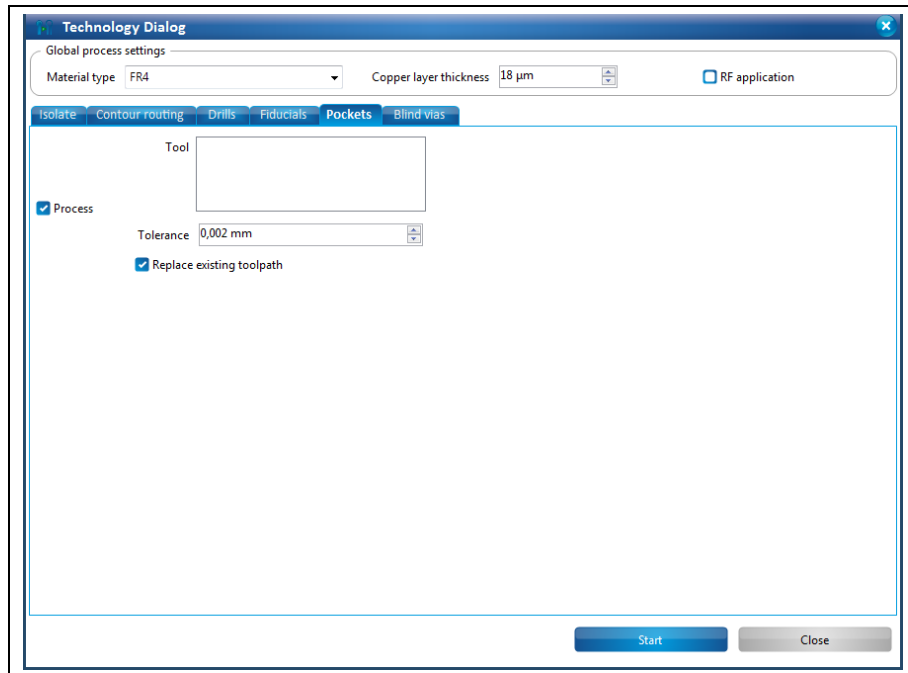 Technology Dialog
Global process settings
Material type FR4 Copper layer thickness 18 µm RF application
Isolate Contour routing Drills Fiducials Pockets Blind vias
Tool
Process
Tolerance 0,002 mm
Replace existing toolpath
Start Close